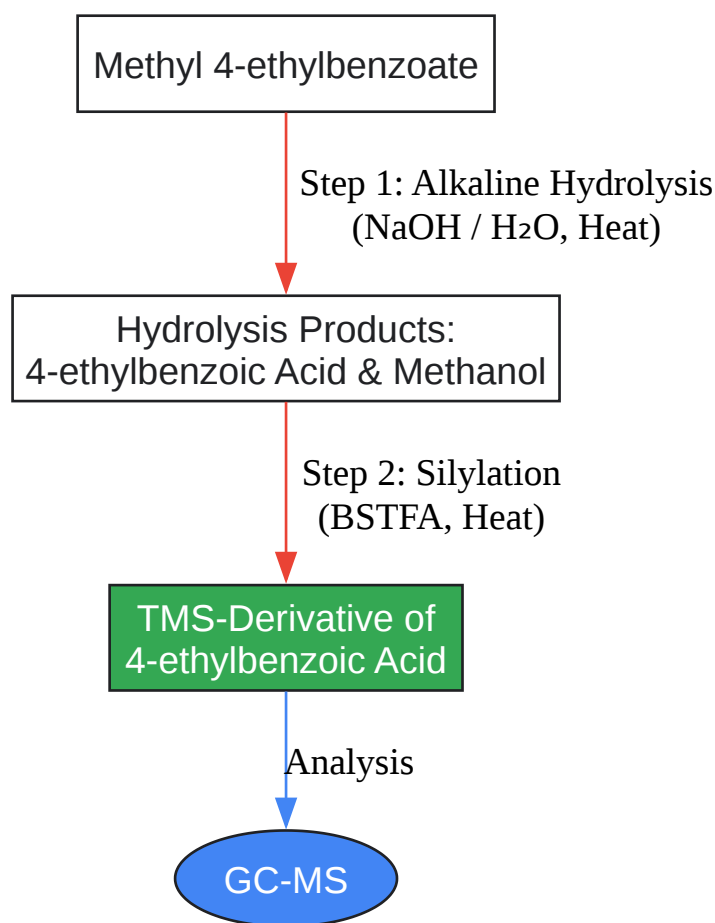 Methyl 4-ethylbenzoate
Step 1: Alkaline Hydrolysis
(NaOH / H₂O, Heat)
Hydrolysis Products:
4-ethylbenzoic Acid & Methanol
Step 2: Silylation
(BSTFA, Heat)
TMS-Derivative of
4-ethylbenzoic Acid
Analysis
GC-MS